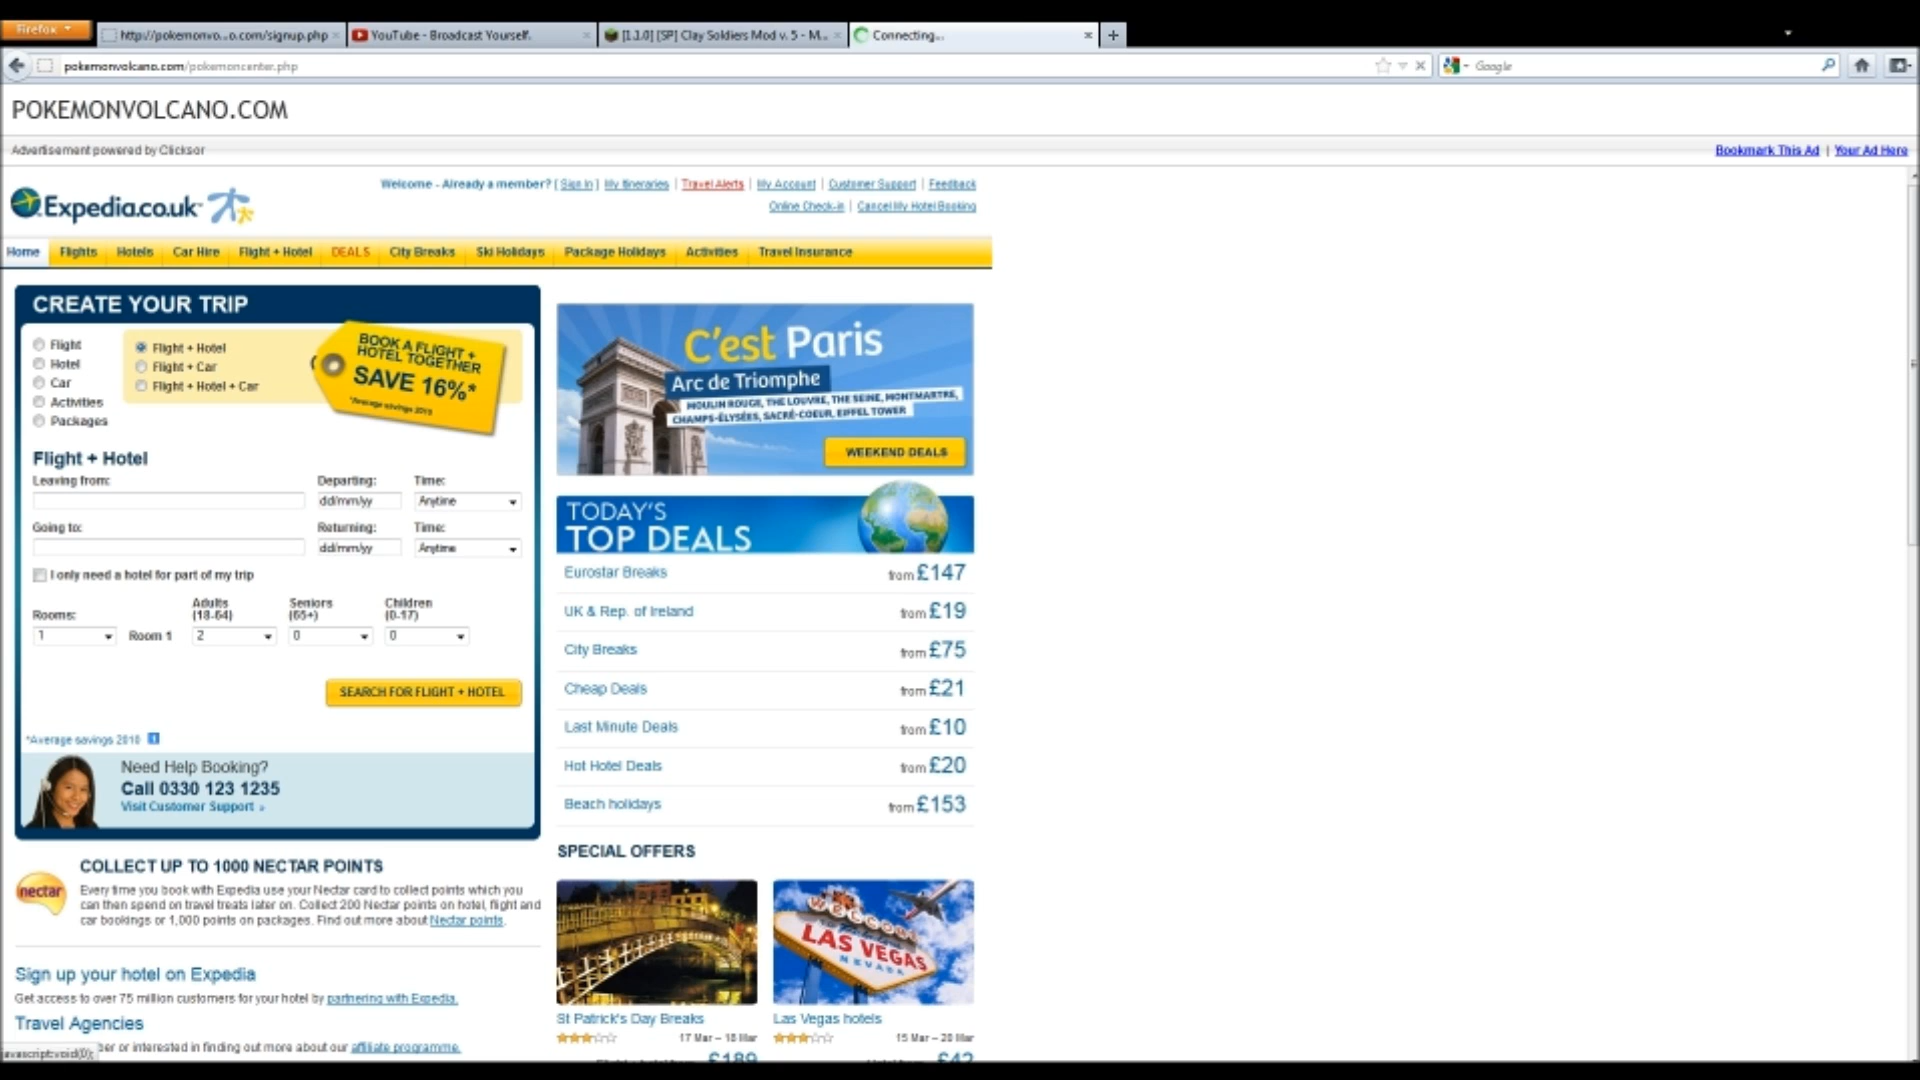 Firefox
http://pokemonvo...o.com/signup.php
YouTube - Broadcast Yourself.
[1.1.0] [SP] Clay Soldiers Mod v. 5 - M...
Connecting...
pokemonvolcano.com/pokemoncenter.php
Google
POKEMONVOLCANO.COM
Advertisement powered by Clicksor
Bookmark This Ad | Your Ad Here
Expedia.co.uk
Welcome - Already a member? [ Sign In ] My Itineraries | Travel Alerts | My Account | Customer Support | Feedback
Online Check-in | Cancel My Hotel Booking
Home Flights Hotels Car Hire Flight + Hotel DEALS City Breaks Ski Holidays Package Holidays Activities Travel Insurance
CREATE YOUR TRIP
Flight
Hotel
Car
Activities
Packages
Flight + Hotel
Flight + Car
Flight + Hotel + Car
BOOK A FLIGHT +
HOTEL TOGETHER
SAVE 16%*
*Average savings 2010
Flight + Hotel
Leaving from: Departing: Time:
dd/mm/yy Anytime
Going to: Returning: Time:
dd/mm/yy Anytime
I only need a hotel for part of my trip
Rooms: Adults (18-64) Seniors (65+) Children (0-17)
1 Room 1 2 0 0
SEARCH FOR FLIGHT + HOTEL
*Average savings 2010
Need Help Booking?
Call 0330 123 1235
Visit Customer Support »
nectar
COLLECT UP TO 1000 NECTAR POINTS
Every time you book with Expedia use your Nectar card to collect points which you
can then spend on travel treats later on. Collect 200 Nectar points on hotel, flight and
car bookings or 1,000 points on packages. Find out more about Nectar points.
Sign up your hotel on Expedia
Get access to over 75 million customers for your hotel by partnering with Expedia.
Travel Agencies
ber or interested in finding out more about our affiliate programme.
javascript:void(0);
C'est Paris
Arc de Triomphe
MOULIN ROUGE, THE LOUVRE, THE SEINE, MONTMARTRE,
CHAMPS-ÉLYSÉES, SACRÉ-COEUR, EIFFEL TOWER
WEEKEND DEALS
TODAY'S
TOP DEALS
Eurostar Breaks from £147
UK & Rep. of Ireland from £19
City Breaks from £75
Cheap Deals from £21
Last Minute Deals from £10
Hot Hotel Deals from £20
Beach holidays from £153
SPECIAL OFFERS
WELCOME
LAS VEGAS
NEVADA
St Patrick's Day Breaks
17 Mar – 18 Mar
£189
Las Vegas hotels
15 Mar – 20 Mar
£42